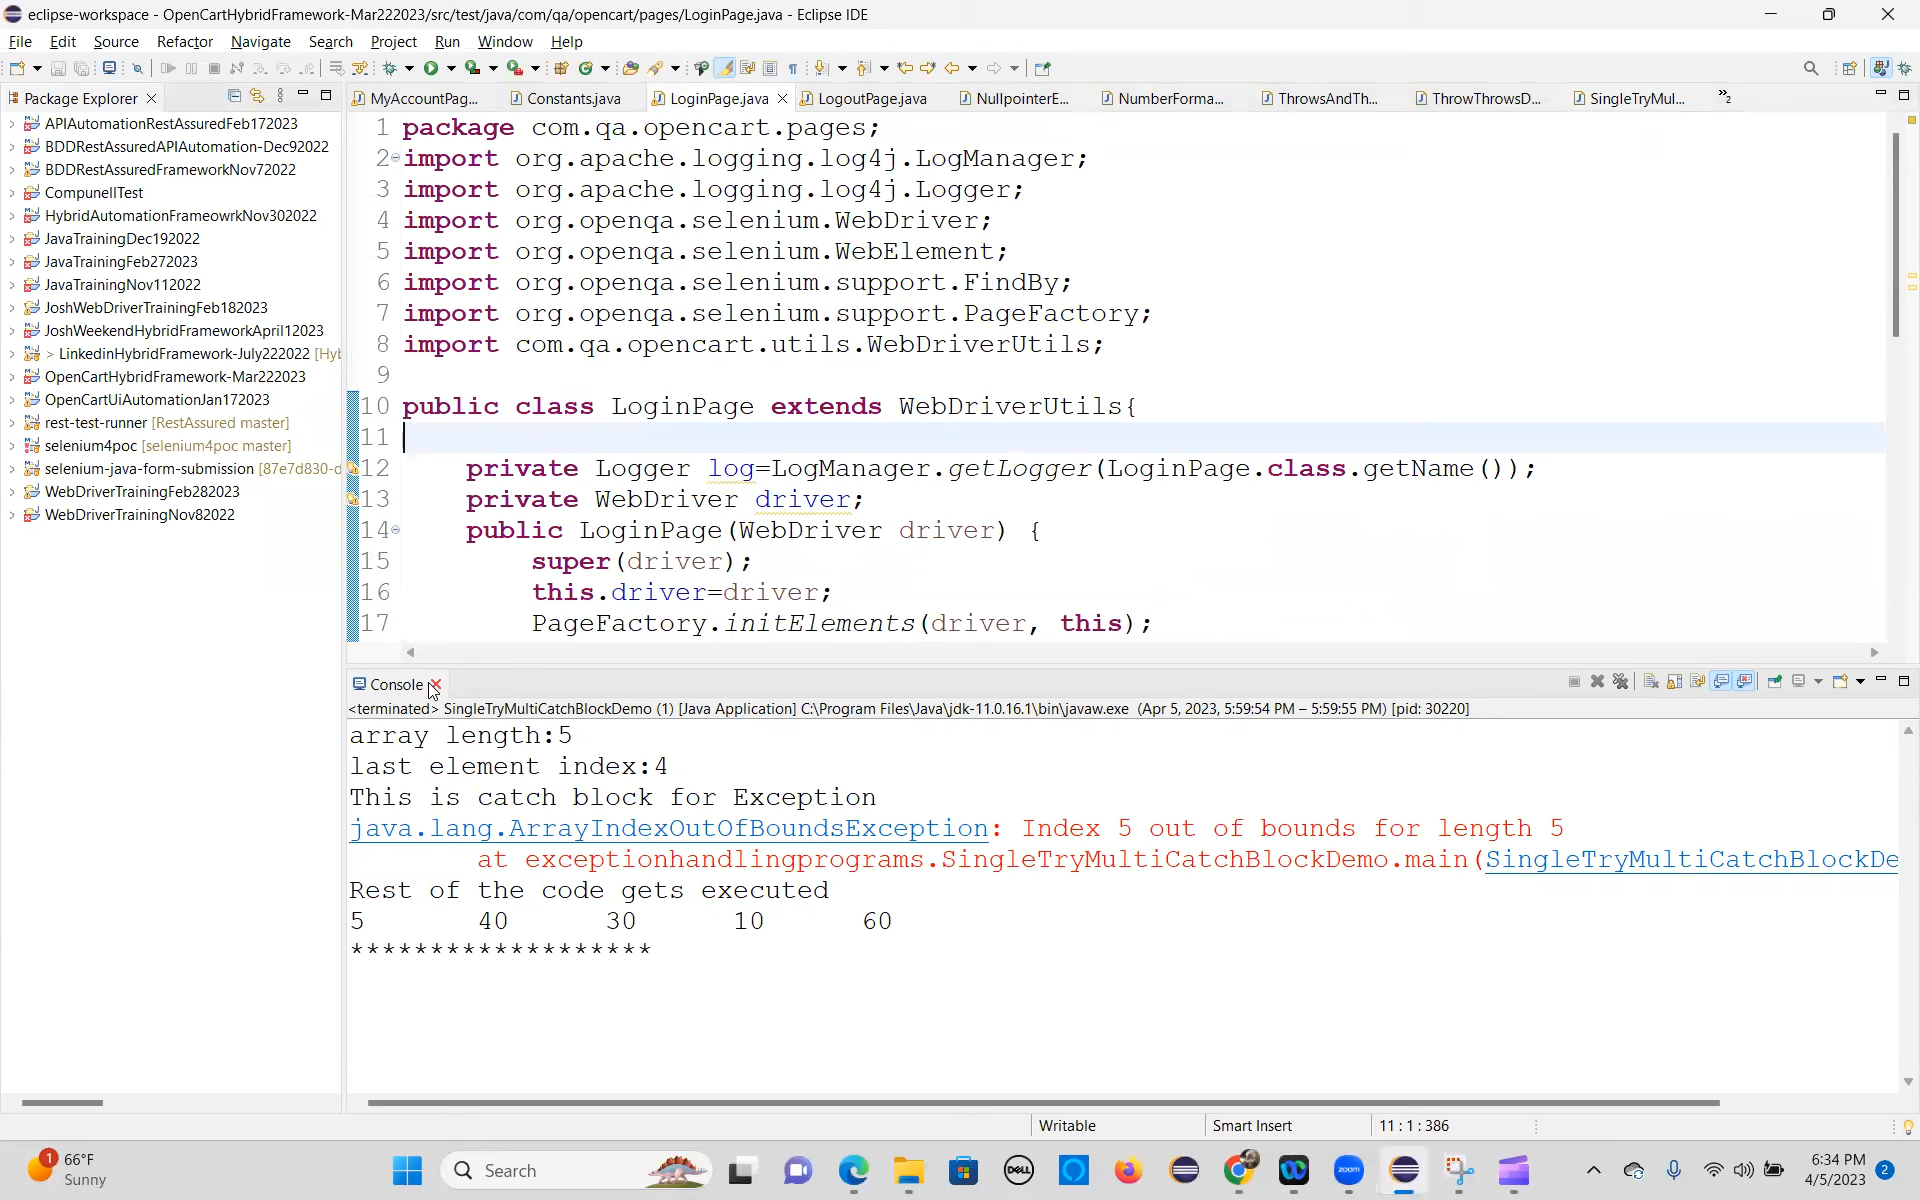 eclipse-workspace - OpenCartHybridFramework-Mar222023/src/test/java/com/qa/opencart/pages/LoginPage.java - Eclipse IDE
File Edit Source Refactor Navigate Search Project Run Window Help
Package Explorer
APIAutomationRestAssuredFeb172023
BDDRestAssuredAPIAutomation-Dec92022
BDDRestAssuredFrameworkNov72022
CompunellTest
HybridAutomationFrameowrkNov302022
JavaTrainingDec192022
JavaTrainingFeb272023
JavaTrainingNov112022
JoshWebDriverTrainingFeb182023
JoshWeekendHybridFrameworkApril12023
> LinkedinHybridFramework-July222022 [Hyb
OpenCartHybridFramework-Mar222023
OpenCartUiAutomationJan172023
rest-test-runner [RestAssured master]
selenium4poc [selenium4poc master]
selenium-java-form-submission [87e7d830-d
WebDriverTrainingFeb282023
WebDriverTrainingNov82022
MyAccountPag... Constants.java LoginPage.java LogoutPage.java NullpointerE... NumberForma... ThrowsAndTh... ThrowThrowsD... SingleTryMul... »2
1 package com.qa.opencart.pages;
2 import org.apache.logging.log4j.LogManager;
3 import org.apache.logging.log4j.Logger;
4 import org.openqa.selenium.WebDriver;
5 import org.openqa.selenium.WebElement;
6 import org.openqa.selenium.support.FindBy;
7 import org.openqa.selenium.support.PageFactory;
8 import com.qa.opencart.utils.WebDriverUtils;
9
10 public class LoginPage extends WebDriverUtils{
11
12 private Logger log=LogManager.getLogger(LoginPage.class.getName());
13 private WebDriver driver;
14 public LoginPage(WebDriver driver) {
15 super(driver);
16 this.driver=driver;
17 PageFactory.initElements(driver, this);
Console
<terminated> SingleTryMultiCatchBlockDemo (1) [Java Application] C:\Program Files\Java\jdk-11.0.16.1\bin\javaw.exe (Apr 5, 2023, 5:59:54 PM – 5:59:55 PM) [pid: 30220]
array length:5
last element index:4
This is catch block for Exception
java.lang.ArrayIndexOutOfBoundsException: Index 5 out of bounds for length 5
at exceptionhandlingprograms.SingleTryMultiCatchBlockDemo.main(SingleTryMultiCatchBlockDe
Rest of the code gets executed
5 40 30 10 60
*******************
Writable Smart Insert 11 : 1 : 386
1
66°F
Sunny
Search
DELL
zoom
6:34 PM
4/5/2023
2